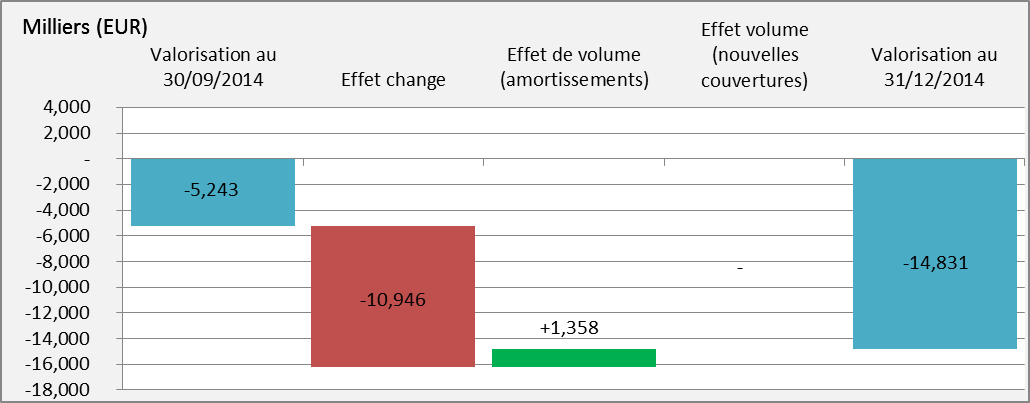 Milliers (EUR)
Valorisation au
30/09/2014
Effet change
Effet de volume
(amortissements)
Effet volume
(nouvelles
couvertures)
Valorisation au
31/12/2014
4,000
2,000
-
-2,000
-4,000
-6,000
-8,000
-10,000
-12,000
-14,000
-16,000
-18,000
-5,243
-10,946
+1,358
-
-14,831